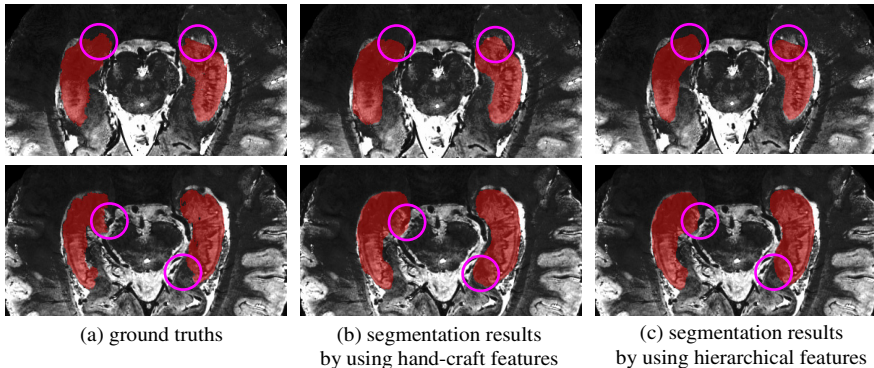 (a) ground truths
(b) segmentation results
by using hand-craft features
(c) segmentation results
by using hierarchical features